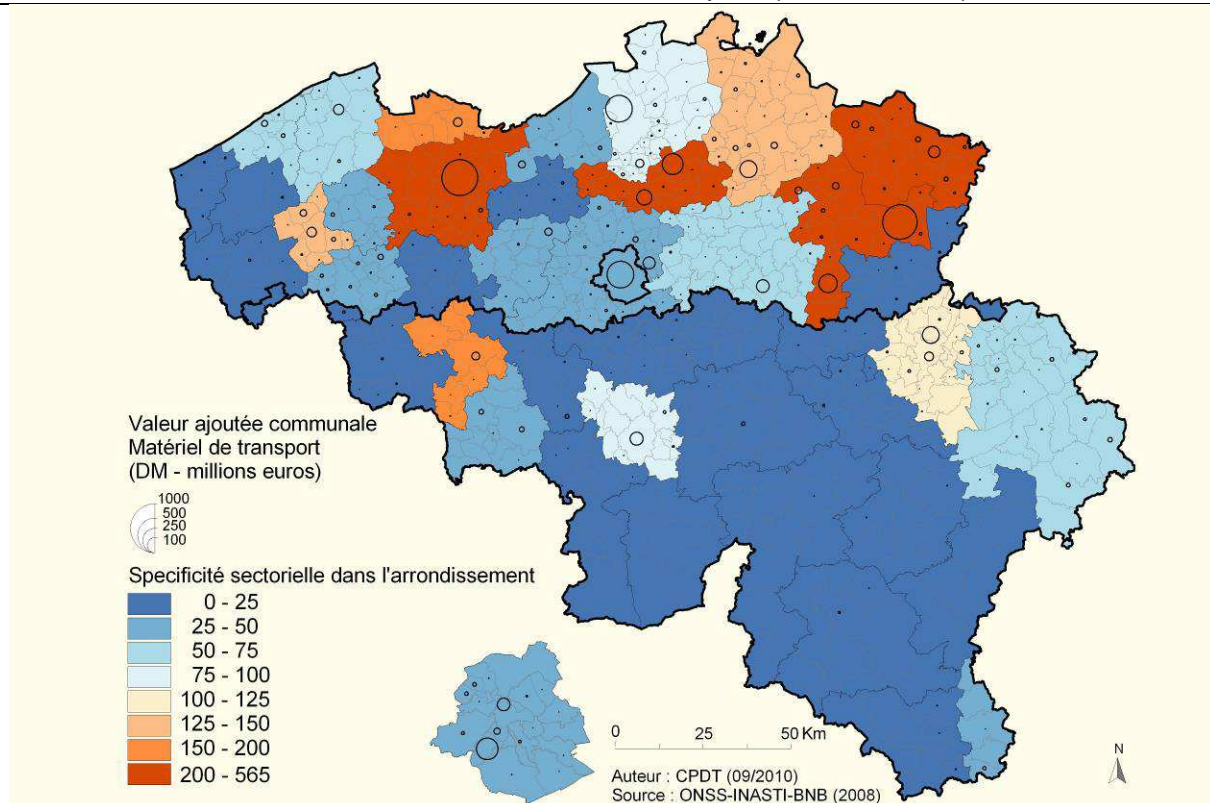 Valeur ajoutée communale
Matériel de transport
(DM - millions euros)
1000
500
250
100
Specificité sectorielle dans l'arrondissement
0 - 25
25 - 50
50 - 75
75 - 100
100 - 125
125 - 150
150 - 200
200 - 565
0 25 50 Km
Auteur : CPDT (09/2010)
Source : ONSS-INASTI-BNB (2008)
N